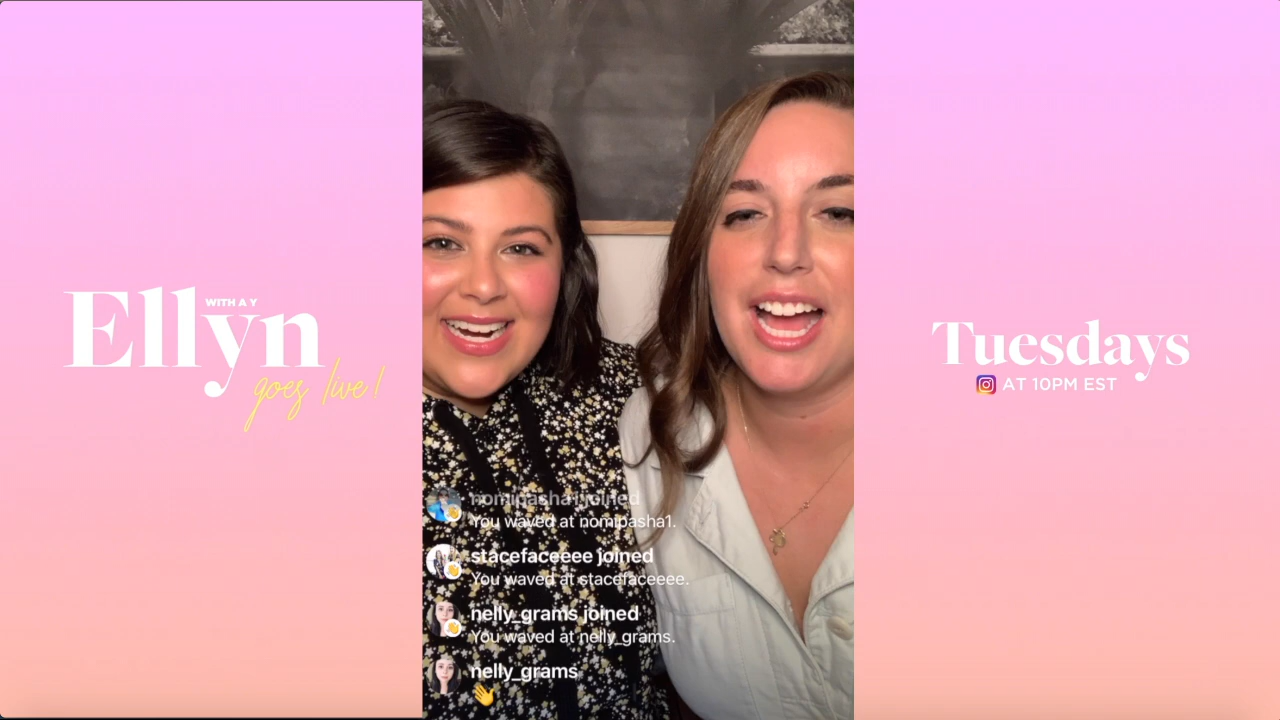 Ellyn
WITH A Y
goes live!
nomipasha1 joined
You waved at nomipasha1.
stacefaceeee joined
You waved at stacefaceeee.
nelly_grams joined
You waved at nelly_grams.
nelly_grams
👋
Tuesdays
AT 10PM EST